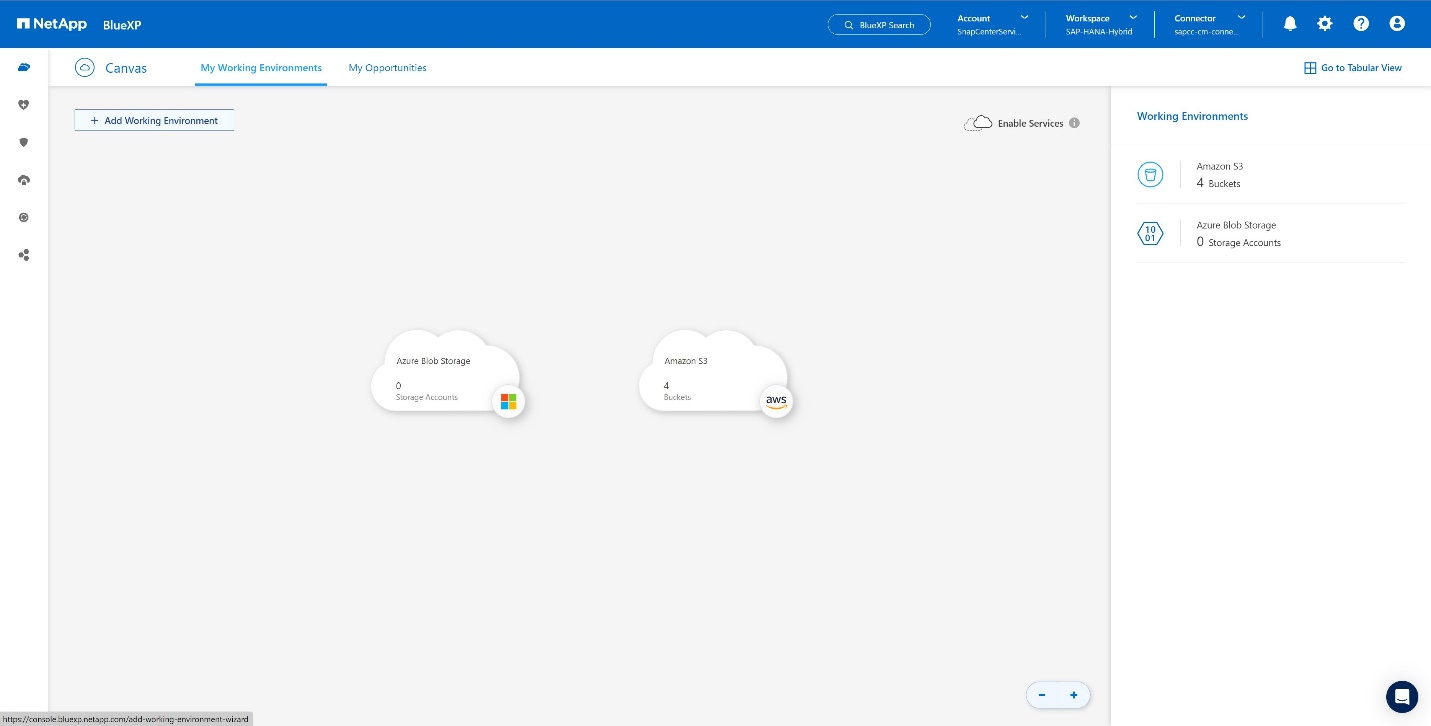 NetApp BlueXP
BlueXP Search
Account
SnapCenterServi...
Workspace
SAP-HANA-Hybrid
Connector
sapcc-cm-conne...
Canvas
My Working Environments
My Opportunities
Go to Tabular View
+ Add Working Environment
Enable Services
Working Environments
Amazon S3
4 Buckets
10
01
Azure Blob Storage
0 Storage Accounts
Azure Blob Storage
0
Storage Accounts
Amazon S3
4
Buckets
aws
- +
https://console.bluexp.netapp.com/add-working-environment-wizard